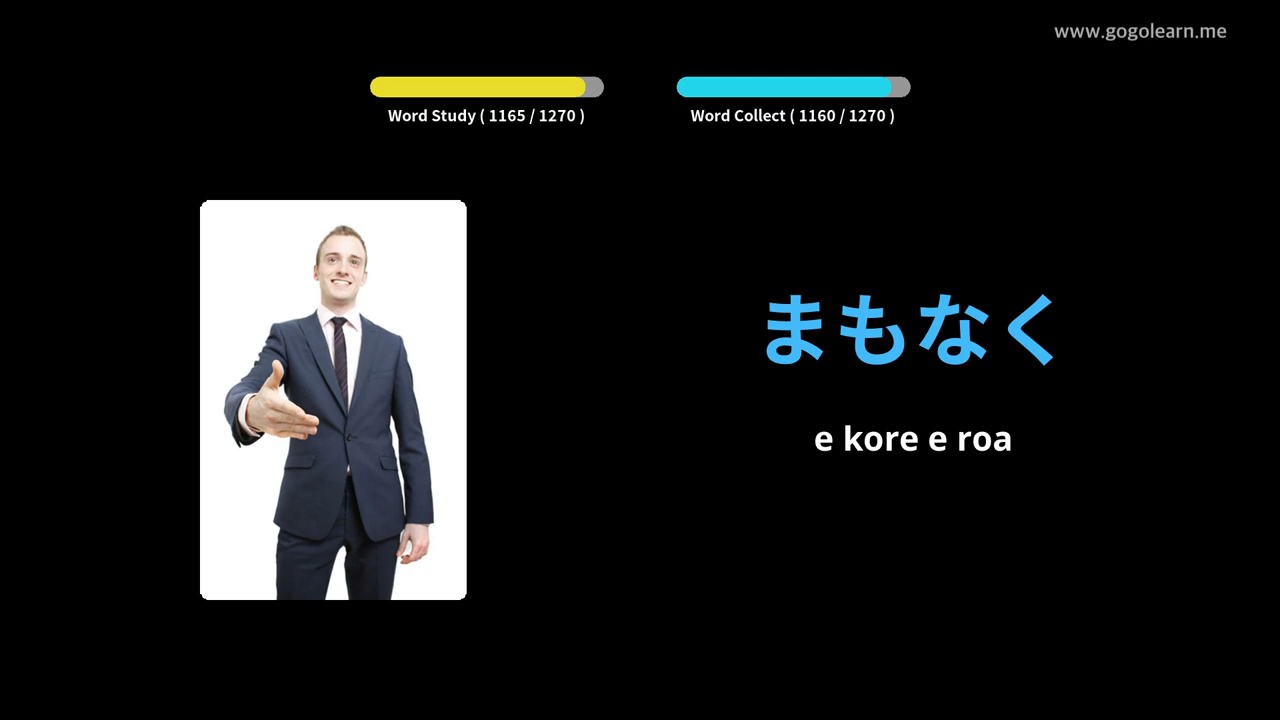 www.gogolearn.me
Word Study ( 1165 / 1270 )
Word Collect ( 1160 / 1270 )
まもなく
e kore e roa